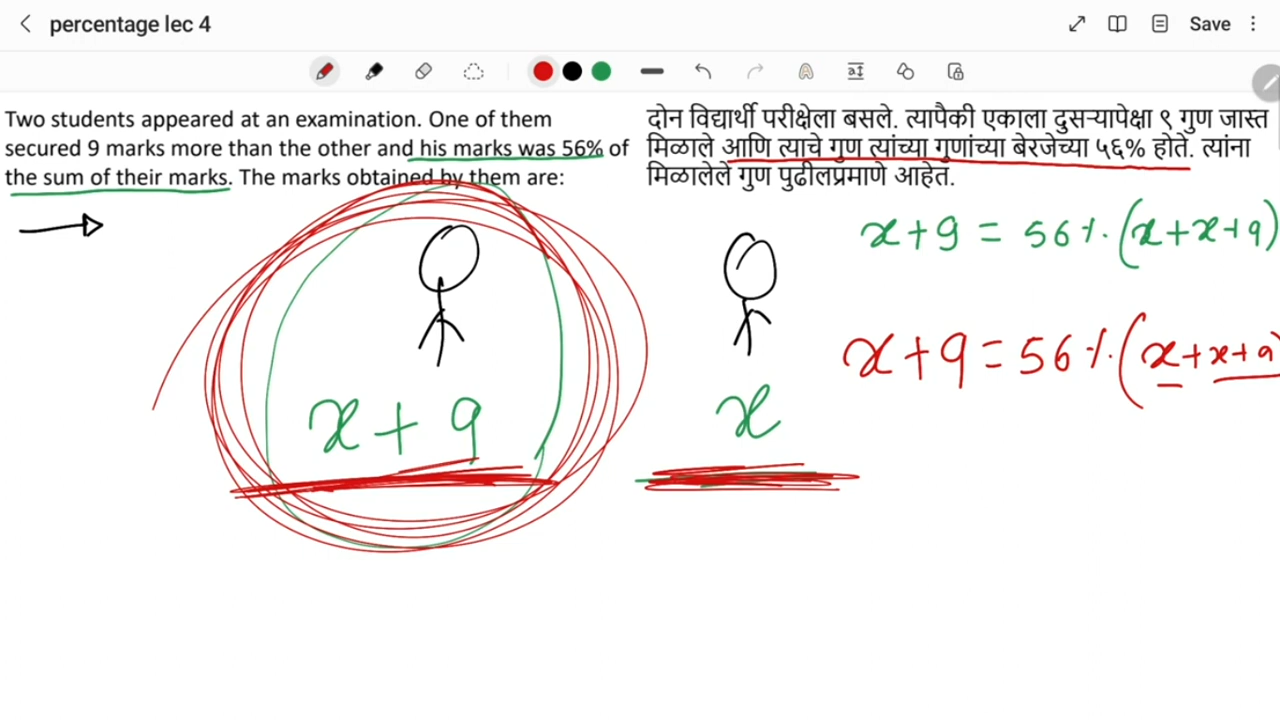 percentage lec 4
Save
Two students appeared at an examination. One of them
secured 9 marks more than the other and his marks was 56% of
the sum of their marks. The marks obtained by them are:
दोन विद्यार्थी परीक्षेला बसले. त्यापैकी एकाला दुसऱ्यापेक्षा ९ गुण जास्त
मिळाले आणि त्याचे गुण त्यांच्या गुणांच्या बेरजेच्या ५६% होते. त्यांना
मिळालेले गुण पुढीलप्रमाणे आहेत.
x+9 = 56%(x+x+9)
x+9=56%(x+x+9)
x+9
x